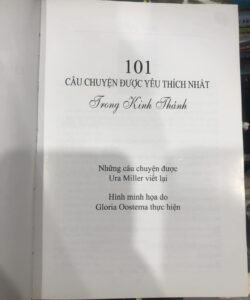 101
CÂU CHUYỆN ĐƯỢC YÊU THÍCH NHẤT
Trong Kinh Thánh
Những câu chuyện được
Ura Miller viết lại
Hình minh họa do
Gloria Oostema thực hiện